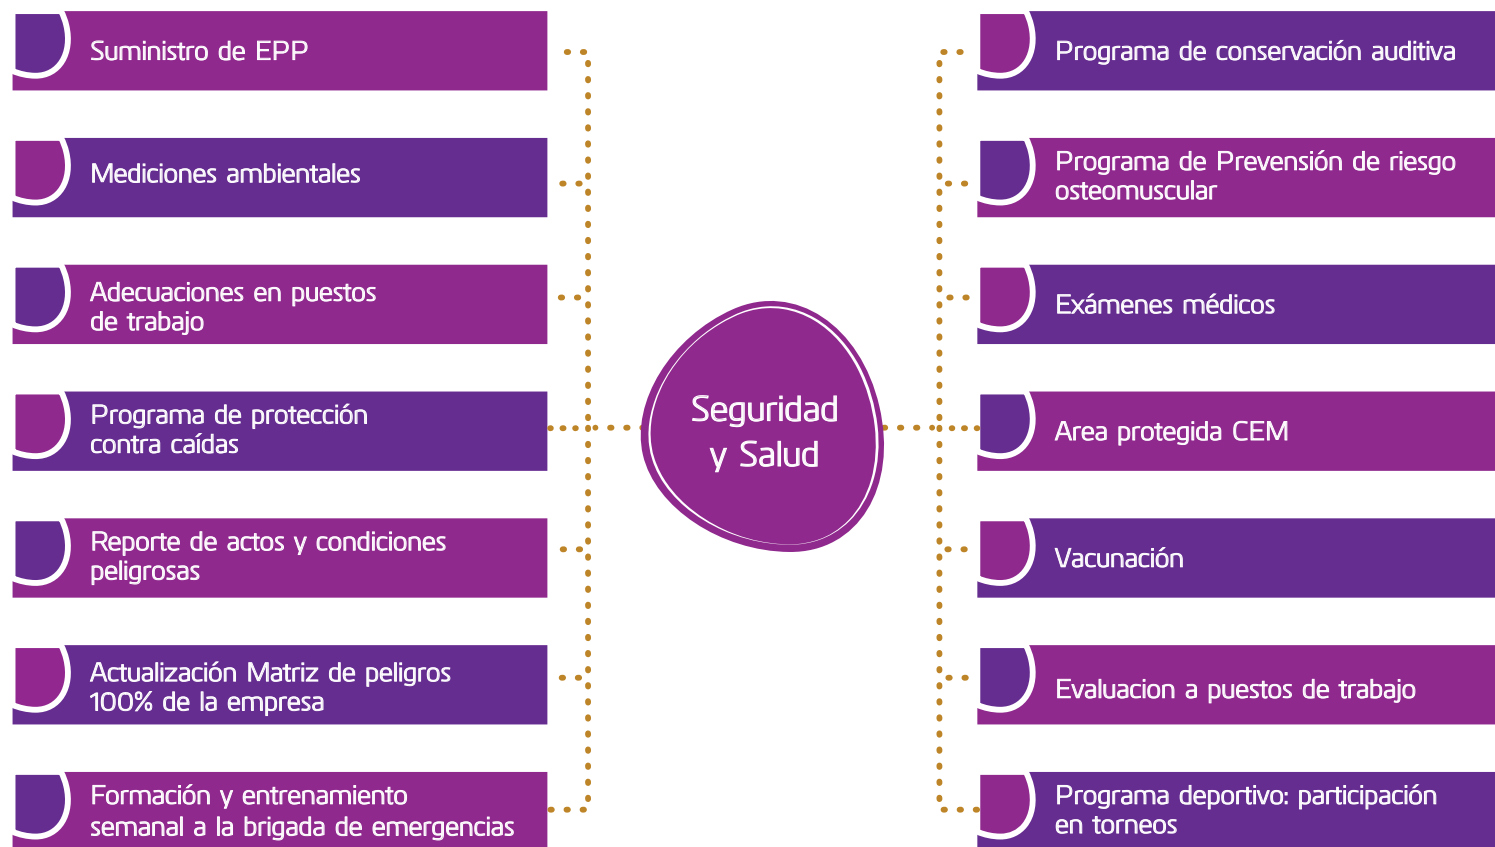 Suministro de EPP
Mediciones ambientales
Adecuaciones en puestos
de trabajo
Programa de protección
contra caídas
Reporte de actos y condiciones
peligrosas
Actualización Matriz de peligros
100% de la empresa
Formación y entrenamiento
semanal a la brigada de emergencias
Seguridad
y Salud
Programa de conservación auditiva
Programa de Prevensión de riesgo
osteomuscular
Exámenes médicos
Area protegida CEM
Vacunación
Evaluacion a puestos de trabajo
Programa deportivo: participación
en torneos